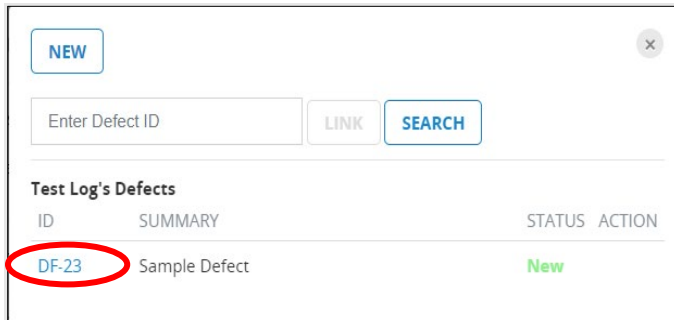 NEW
×
Enter Defect ID LINK SEARCH
Test Log's Defects
ID SUMMARY STATUS ACTION
DF-23 Sample Defect New